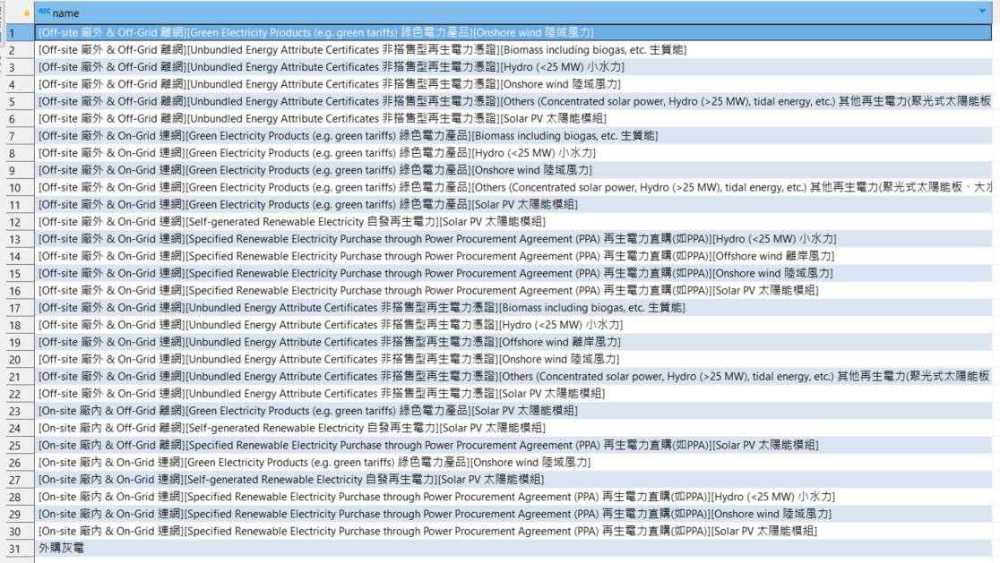 ABC name
1 [Off-site 廠外 & Off-Grid 離網][Green Electricity Products (e.g. green tariffs) 綠色電力產品][Onshore wind 陸域風力]
2 [Off-site 廠外 & Off-Grid 離網][Unbundled Energy Attribute Certificates 非搭售型再生電力憑證][Biomass including biogas, etc. 生質能]
3 [Off-site 廠外 & Off-Grid 離網][Unbundled Energy Attribute Certificates 非搭售型再生電力憑證][Hydro (<25 MW) 小水力]
4 [Off-site 廠外 & Off-Grid 離網][Unbundled Energy Attribute Certificates 非搭售型再生電力憑證][Onshore wind 陸域風力]
5 [Off-site 廠外 & Off-Grid 離網][Unbundled Energy Attribute Certificates 非搭售型再生電力憑證][Others (Concentrated solar power, Hydro (>25 MW), tidal energy, etc.) 其他再生電力(聚光式太陽能板
6 [Off-site 廠外 & Off-Grid 離網][Unbundled Energy Attribute Certificates 非搭售型再生電力憑證][Solar PV 太陽能模組]
7 [Off-site 廠外 & On-Grid 連網][Green Electricity Products (e.g. green tariffs) 綠色電力產品][Biomass including biogas, etc. 生質能]
8 [Off-site 廠外 & On-Grid 連網][Green Electricity Products (e.g. green tariffs) 綠色電力產品][Hydro (<25 MW) 小水力]
9 [Off-site 廠外 & On-Grid 連網][Green Electricity Products (e.g. green tariffs) 綠色電力產品][Onshore wind 陸域風力]
10 [Off-site 廠外 & On-Grid 連網][Green Electricity Products (e.g. green tariffs) 綠色電力產品][Others (Concentrated solar power, Hydro (>25 MW), tidal energy, etc.) 其他再生電力(聚光式太陽能板、大水
11 [Off-site 廠外 & On-Grid 連網][Green Electricity Products (e.g. green tariffs) 綠色電力產品][Solar PV 太陽能模組]
12 [Off-site 廠外 & On-Grid 連網][Self-generated Renewable Electricity 自發再生電力][Solar PV 太陽能模組]
13 [Off-site 廠外 & On-Grid 連網][Specified Renewable Electricity Purchase through Power Procurement Agreement (PPA) 再生電力直購(如PPA)][Hydro (<25 MW) 小水力]
14 [Off-site 廠外 & On-Grid 連網][Specified Renewable Electricity Purchase through Power Procurement Agreement (PPA) 再生電力直購(如PPA)][Offshore wind 離岸風力]
15 [Off-site 廠外 & On-Grid 連網][Specified Renewable Electricity Purchase through Power Procurement Agreement (PPA) 再生電力直購(如PPA)][Onshore wind 陸域風力]
16 [Off-site 廠外 & On-Grid 連網][Specified Renewable Electricity Purchase through Power Procurement Agreement (PPA) 再生電力直購(如PPA)][Solar PV 太陽能模組]
17 [Off-site 廠外 & On-Grid 連網][Unbundled Energy Attribute Certificates 非搭售型再生電力憑證][Biomass including biogas, etc. 生質能]
18 [Off-site 廠外 & On-Grid 連網][Unbundled Energy Attribute Certificates 非搭售型再生電力憑證][Hydro (<25 MW) 小水力]
19 [Off-site 廠外 & On-Grid 連網][Unbundled Energy Attribute Certificates 非搭售型再生電力憑證][Offshore wind 離岸風力]
20 [Off-site 廠外 & On-Grid 連網][Unbundled Energy Attribute Certificates 非搭售型再生電力憑證][Onshore wind 陸域風力]
21 [Off-site 廠外 & On-Grid 連網][Unbundled Energy Attribute Certificates 非搭售型再生電力憑證][Others (Concentrated solar power, Hydro (>25 MW), tidal energy, etc.) 其他再生電力(聚光式太陽能板
22 [Off-site 廠外 & On-Grid 連網][Unbundled Energy Attribute Certificates 非搭售型再生電力憑證][Solar PV 太陽能模組]
23 [On-site 廠內 & Off-Grid 離網][Green Electricity Products (e.g. green tariffs) 綠色電力產品][Solar PV 太陽能模組]
24 [On-site 廠內 & Off-Grid 離網][Self-generated Renewable Electricity 自發再生電力][Solar PV 太陽能模組]
25 [On-site 廠內 & Off-Grid 離網][Specified Renewable Electricity Purchase through Power Procurement Agreement (PPA) 再生電力直購(如PPA)][Solar PV 太陽能模組]
26 [On-site 廠內 & On-Grid 連網][Green Electricity Products (e.g. green tariffs) 綠色電力產品][Onshore wind 陸域風力]
27 [On-site 廠內 & On-Grid 連網][Self-generated Renewable Electricity 自發再生電力][Solar PV 太陽能模組]
28 [On-site 廠內 & On-Grid 連網][Specified Renewable Electricity Purchase through Power Procurement Agreement (PPA) 再生電力直購(如PPA)][Hydro (<25 MW) 小水力]
29 [On-site 廠內 & On-Grid 連網][Specified Renewable Electricity Purchase through Power Procurement Agreement (PPA) 再生電力直購(如PPA)][Onshore wind 陸域風力]
30 [On-site 廠內 & On-Grid 連網][Specified Renewable Electricity Purchase through Power Procurement Agreement (PPA) 再生電力直購(如PPA)][Solar PV 太陽能模組]
31 外購灰電